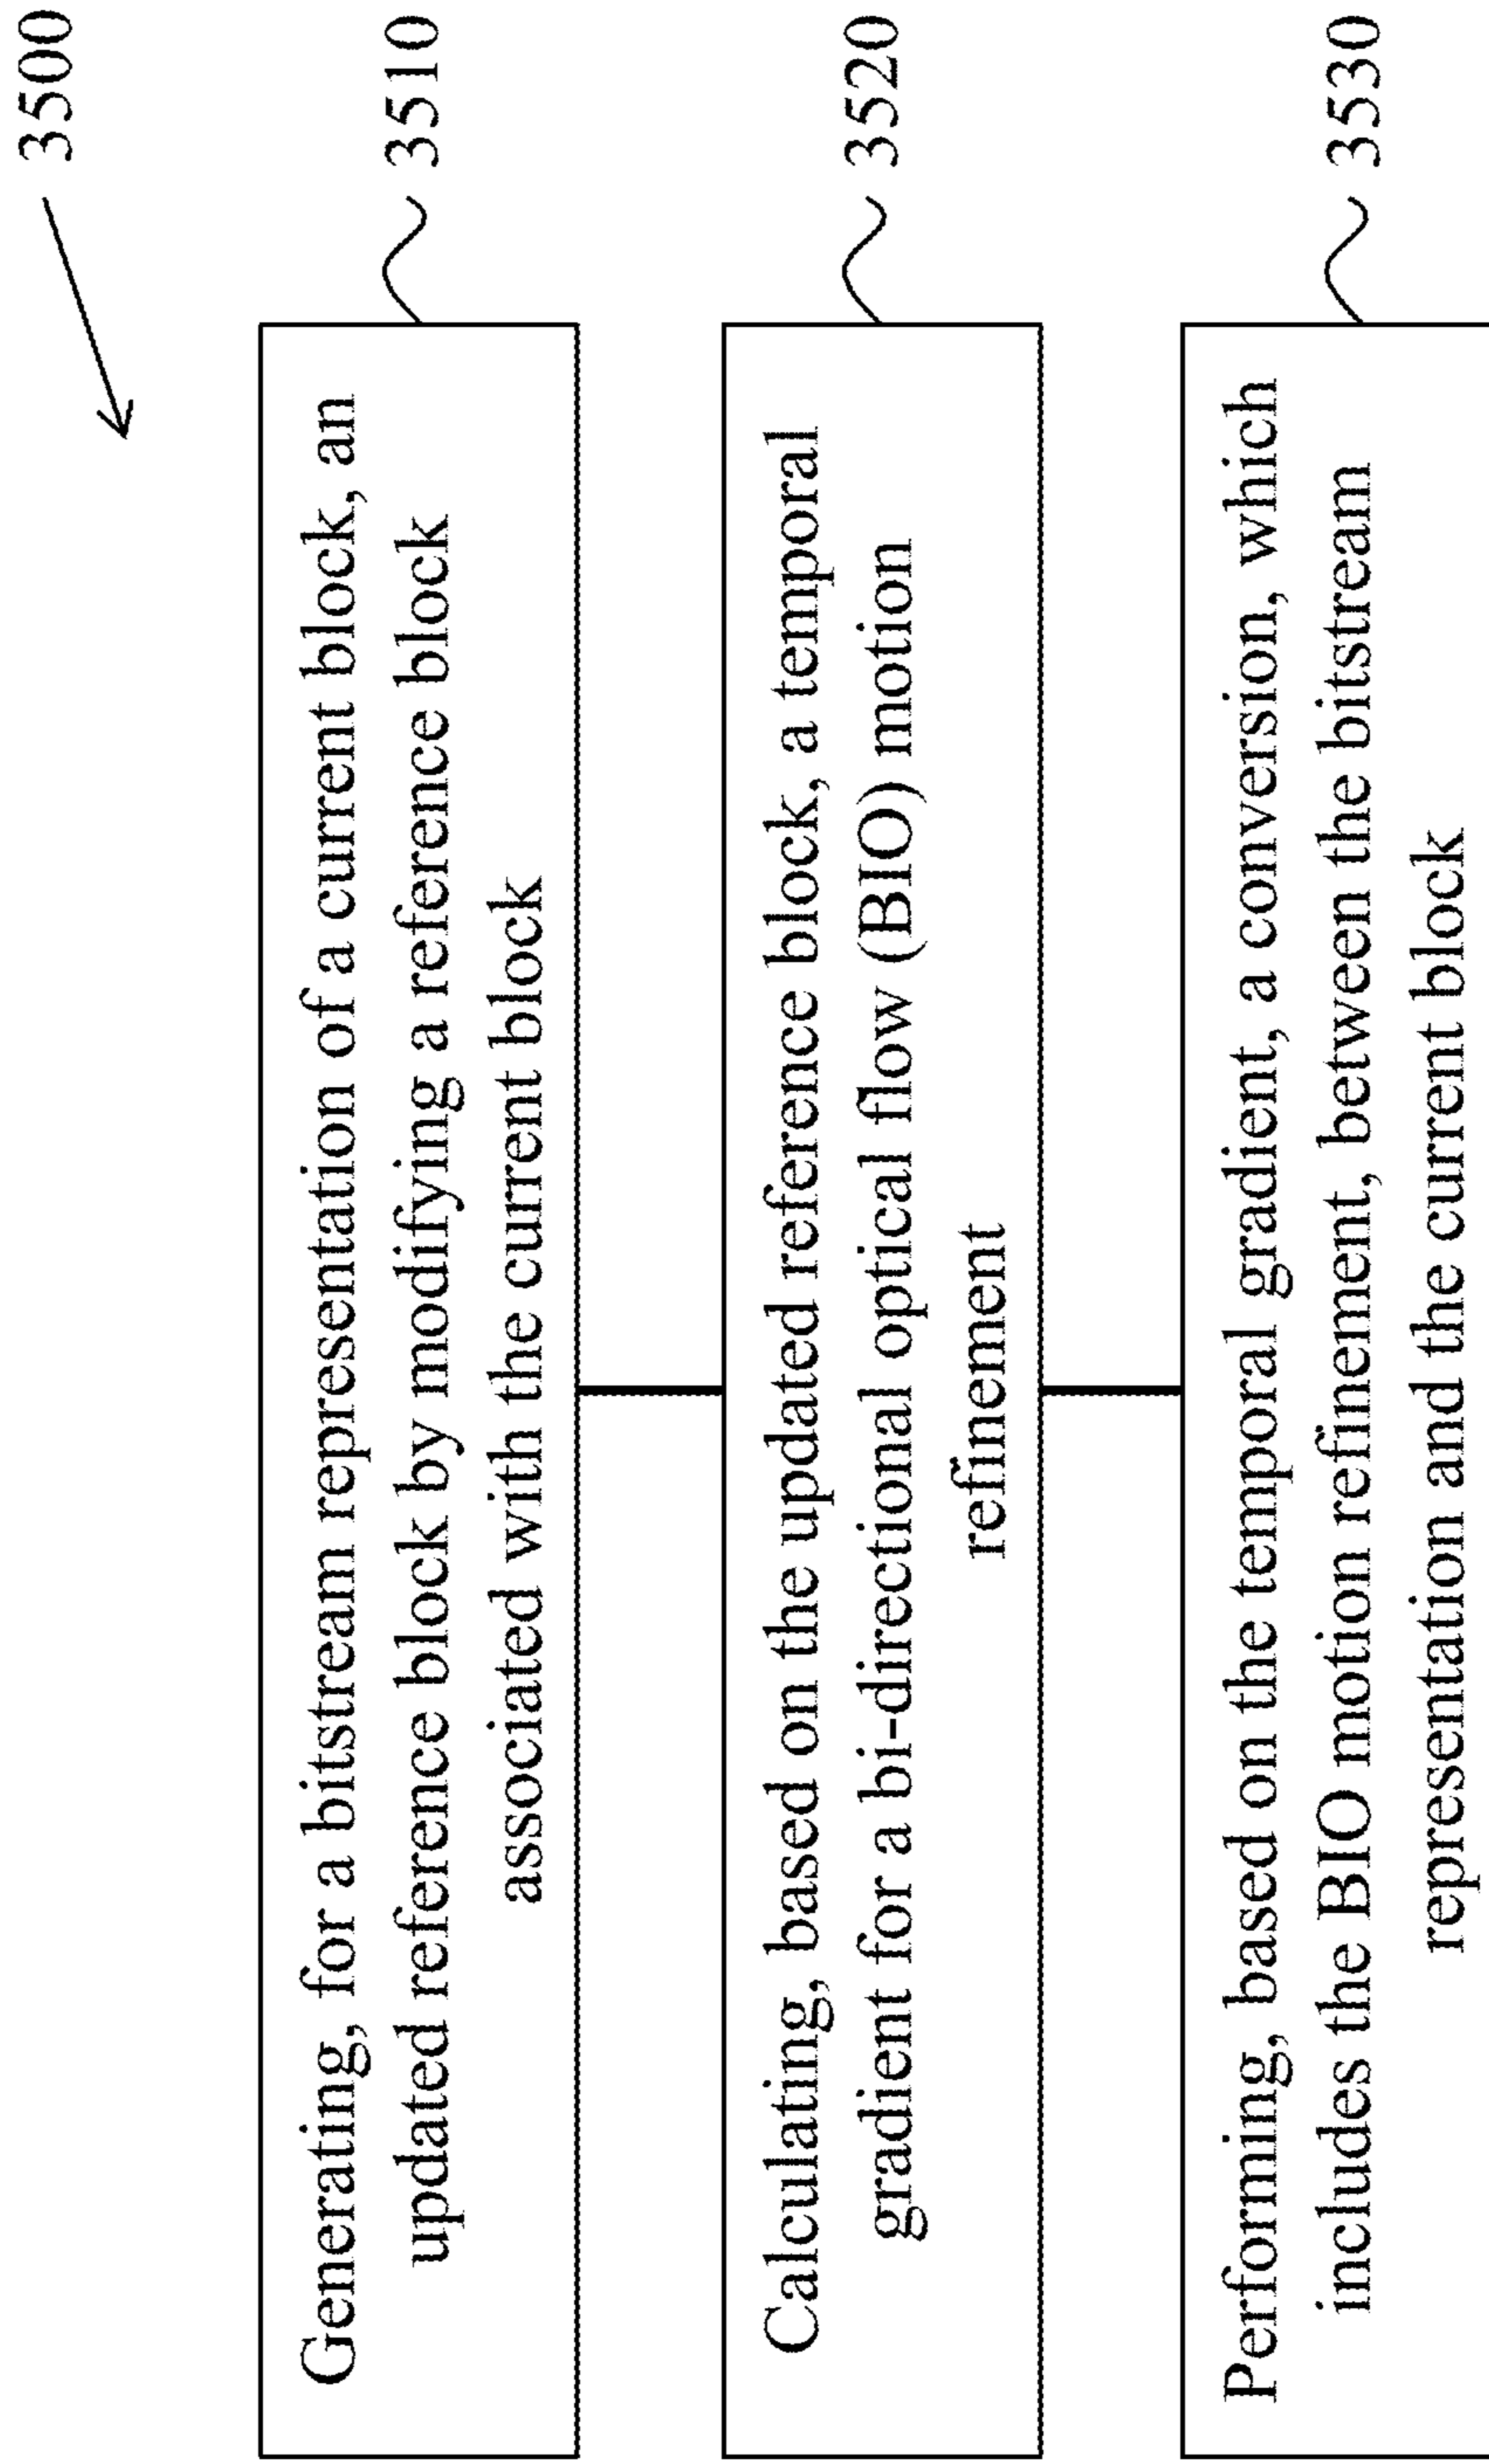 3500
Generating, for a bitstream representation of a current block, an
updated reference block by modifying a reference block
associated with the current block
3510
Calculating, based on the updated reference block, a temporal
gradient for a bi-directional optical flow (BIO) motion
refinement
3520
Performing, based on the temporal gradient, a conversion, which
includes the BIO motion refinement, between the bitstream
representation and the current block
3530